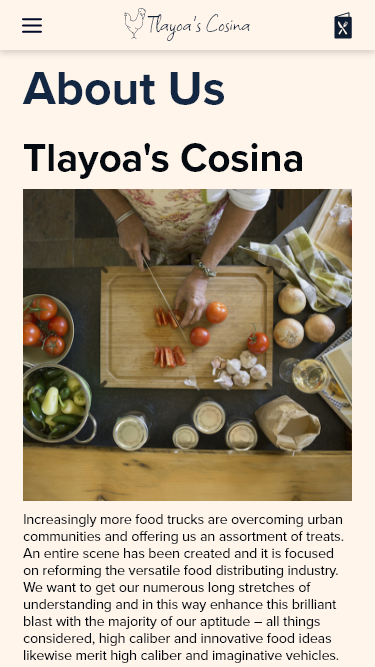 Tlayoa's Cosina
About Us
Tlayoa's Cosina
Increasingly more food trucks are overcoming urban
communities and offering us an assortment of treats.
An entire scene has been created and it is focused
on reforming the versatile food distributing industry.
We want to get our numerous long stretches of
understanding and in this way enhance this brilliant
blast with the majority of our aptitude – all things
considered, high caliber and innovative food ideas
likewise merit high caliber and imaginative vehicles.